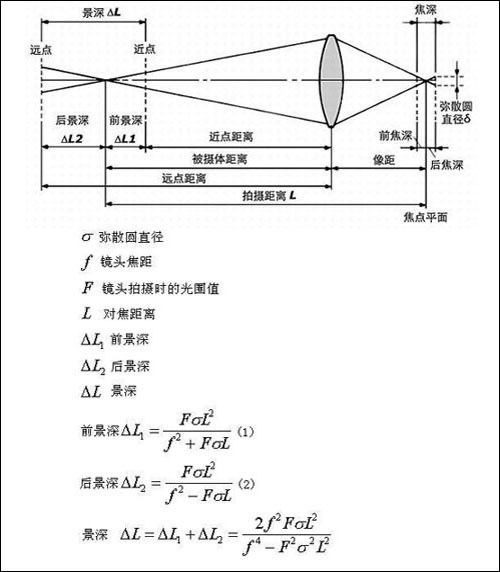 景深 ΔL
焦深
远点
近点
弥散圆
直径δ
后景深
ΔL2
前景深
ΔL1
近点距离
前焦深
后焦深
被摄体距离
像距
远点距离
拍摄距离 L
焦点平面
σ 弥散圆直径
f 镜头焦距
F 镜头拍摄时的光圈值
L 对焦距离
ΔL₁ 前景深
ΔL₂ 后景深
ΔL 景深
前景深 ΔL₁ = FσL² / (f² + FσL) (1)
后景深 ΔL₂ = FσL² / (f² − FσL) (2)
景深 ΔL = ΔL₁ + ΔL₂ = 2f²FσL² / (f⁴ − F²σ²L²)